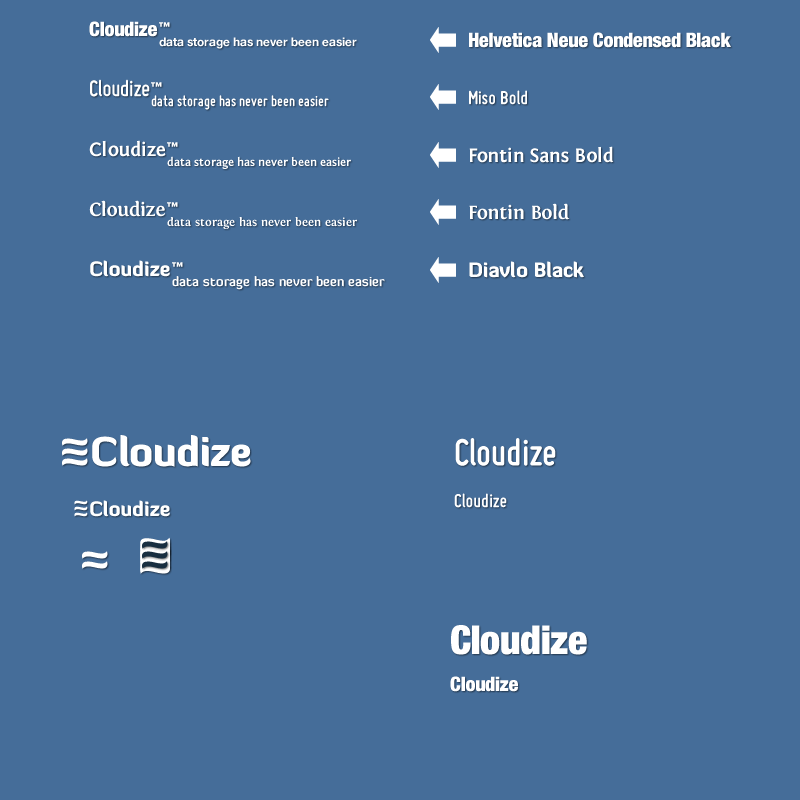 Cloudize™
data storage has never been easier
Helvetica Neue Condensed Black
Cloudize™
data storage has never been easier
Miso Bold
Cloudize™
data storage has never been easier
Fontin Sans Bold
Cloudize™
data storage has never been easier
Fontin Bold
Cloudize™
data storage has never been easier
Diavlo Black
Cloudize
Cloudize
Cloudize
Cloudize
Cloudize
Cloudize